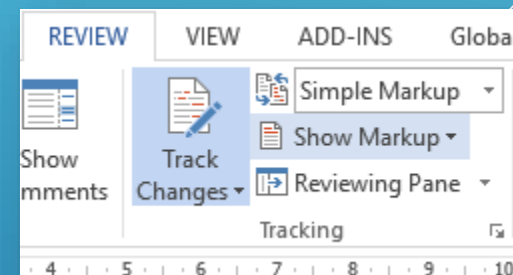 REVIEW VIEW ADD-INS Globa
Simple Markup
Show Markup
Show
mments
Track
Changes
Reviewing Pane
Tracking
4 5 6 7 8 9 10